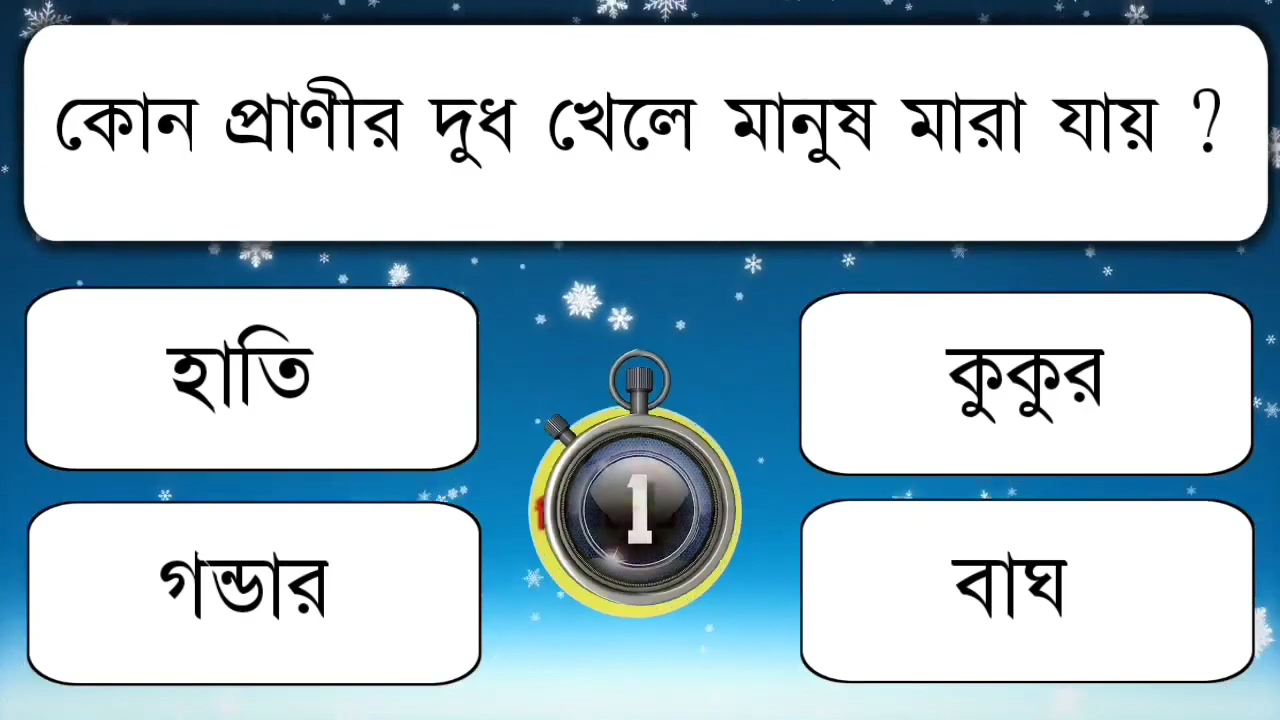 কোন প্রাণীর দুধ খেলে মানুষ মারা যায় ?
হাতি
কুকুর
1
গন্ডার
বাঘ